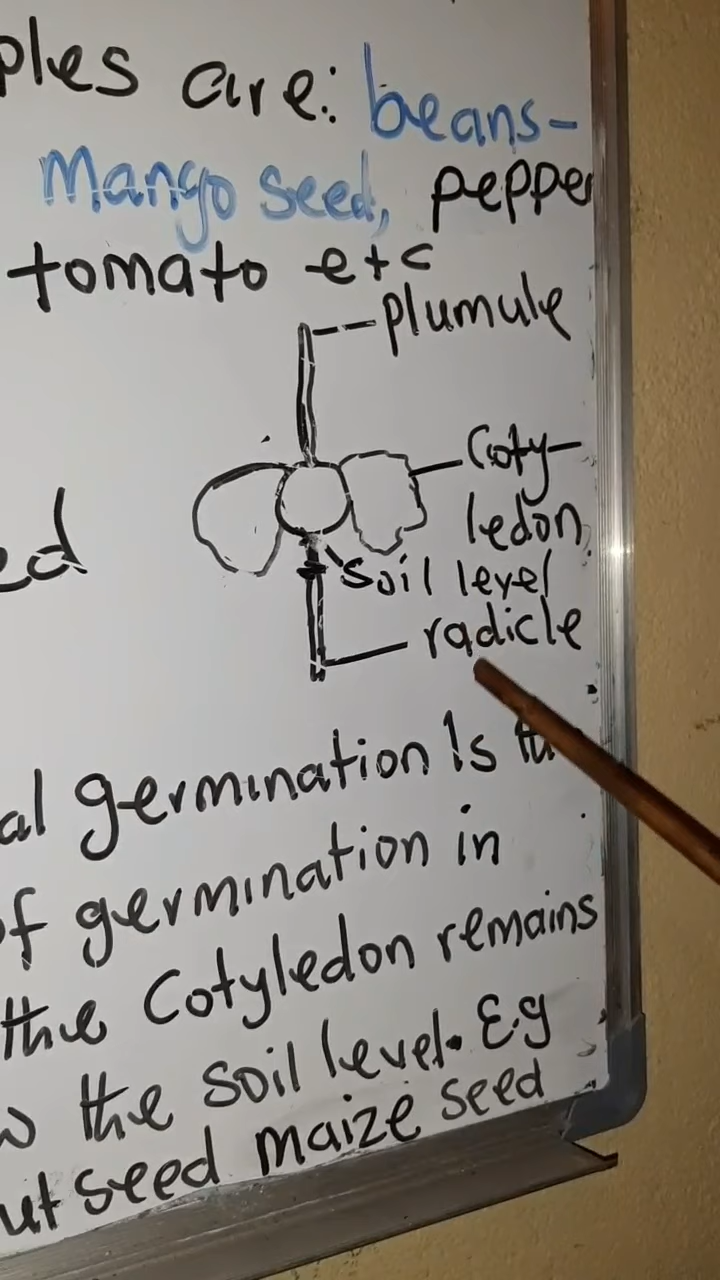 ples are: beans-
Mango seed, pepper
tomato etc
plumule
Coty-
ledon
ed
soil level
radicle
al germination is
of germination in
the Cotyledon remains
w the soil level. E.g
ut seed maize seed